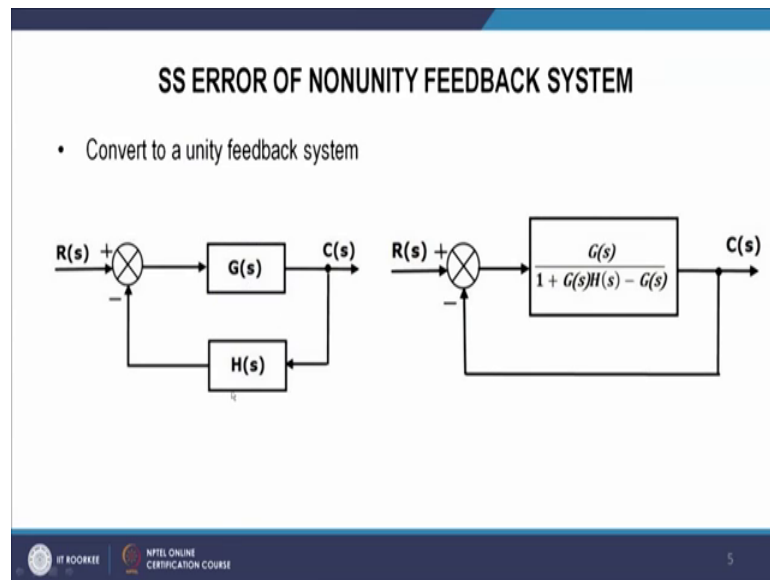 SS ERROR OF NONUNITY FEEDBACK SYSTEM
• Convert to a unity feedback system
R(s) + G(s) C(s)
−
H(s)
R(s) + G(s) C(s)
1 + G(s)H(s) − G(s)
−
IIT ROORKEE NPTEL ONLINE
CERTIFICATION COURSE
5